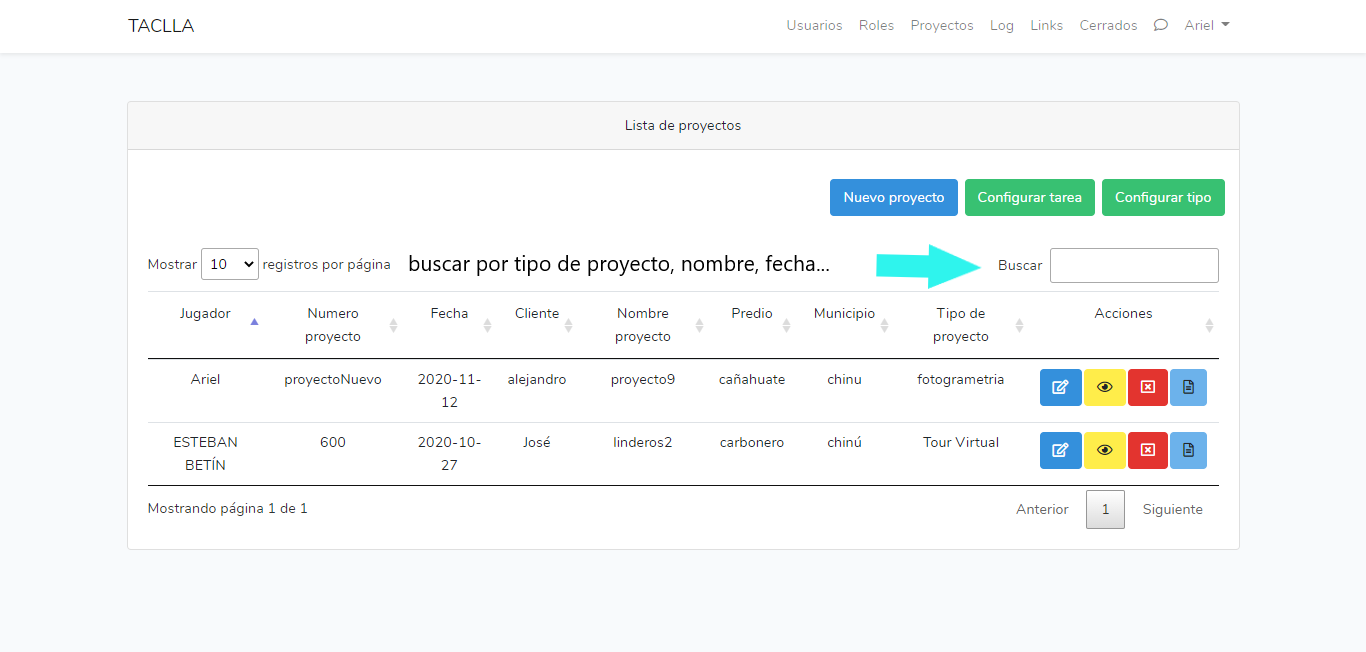 TACLLA Usuarios Roles Proyectos Log Links Cerrados Ariel
Lista de proyectos
Nuevo proyecto Configurar tarea Configurar tipo
Mostrar 10 registros por página buscar por tipo de proyecto, nombre, fecha... Buscar
Jugador Numero Fecha Cliente Nombre Predio Municipio Tipo de Acciones
proyecto proyecto proyecto
Ariel proyectoNuevo 2020-11- alejandro proyecto9 cañahuate chinu fotogrametria
12
ESTEBAN 600 2020-10- José linderos2 carbonero chinú Tour Virtual
BETÍN 27
Mostrando página 1 de 1 Anterior 1 Siguiente